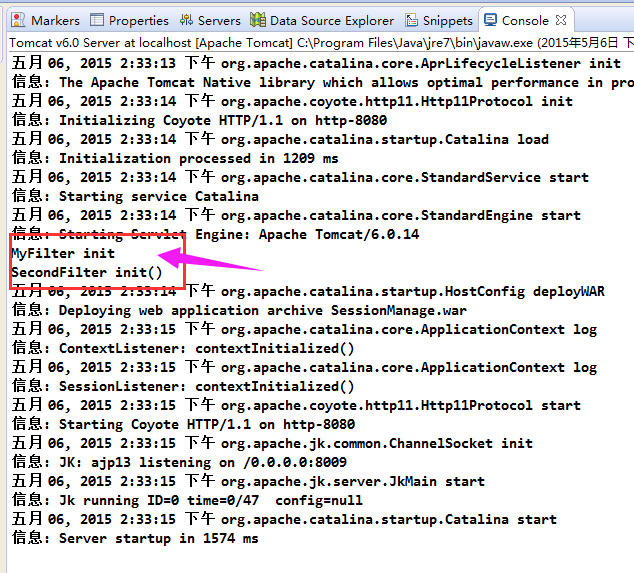 Markers Properties Servers Data Source Explorer Snippets Console
Tomcat v6.0 Server at localhost [Apache Tomcat] C:\Program Files\Java\jre7\bin\javaw.exe (2015年5月6日 下
五月 06, 2015 2:33:13 下午 org.apache.catalina.core.AprLifecycleListener init
信息: The Apache Tomcat Native library which allows optimal performance in pro
五月 06, 2015 2:33:14 下午 org.apache.coyote.http11.Http11Protocol init
信息: Initializing Coyote HTTP/1.1 on http-8080
五月 06, 2015 2:33:14 下午 org.apache.catalina.startup.Catalina load
信息: Initialization processed in 1209 ms
五月 06, 2015 2:33:14 下午 org.apache.catalina.core.StandardService start
信息: Starting service Catalina
五月 06, 2015 2:33:14 下午 org.apache.catalina.core.StandardEngine start
信息: Starting Servlet Engine: Apache Tomcat/6.0.14
MyFilter init
SecondFilter init()
五月 06, 2015 2:33:14 下午 org.apache.catalina.startup.HostConfig deployWAR
信息: Deploying web application archive SessionManage.war
五月 06, 2015 2:33:15 下午 org.apache.catalina.core.ApplicationContext log
信息: ContextListener: contextInitialized()
五月 06, 2015 2:33:15 下午 org.apache.catalina.core.ApplicationContext log
信息: SessionListener: contextInitialized()
五月 06, 2015 2:33:15 下午 org.apache.coyote.http11.Http11Protocol start
信息: Starting Coyote HTTP/1.1 on http-8080
五月 06, 2015 2:33:15 下午 org.apache.jk.common.ChannelSocket init
信息: JK: ajp13 listening on /0.0.0.0:8009
五月 06, 2015 2:33:15 下午 org.apache.jk.server.JkMain start
信息: Jk running ID=0 time=0/47  config=null
五月 06, 2015 2:33:15 下午 org.apache.catalina.startup.Catalina start
信息: Server startup in 1574 ms